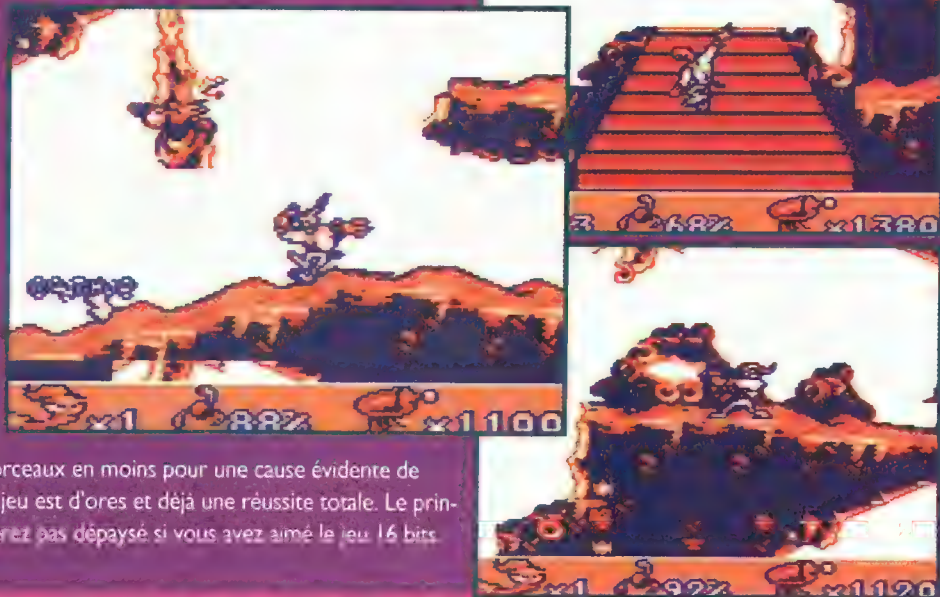 3 68% x1380
x1 88% x1100
orceaux en moins pour une cause évidente de
jeu est d'ores et déjà une réussite totale. Le prin-
rez pas dépaysé si vous avez aimé le jeu 16 bits.
x1 92% x1120